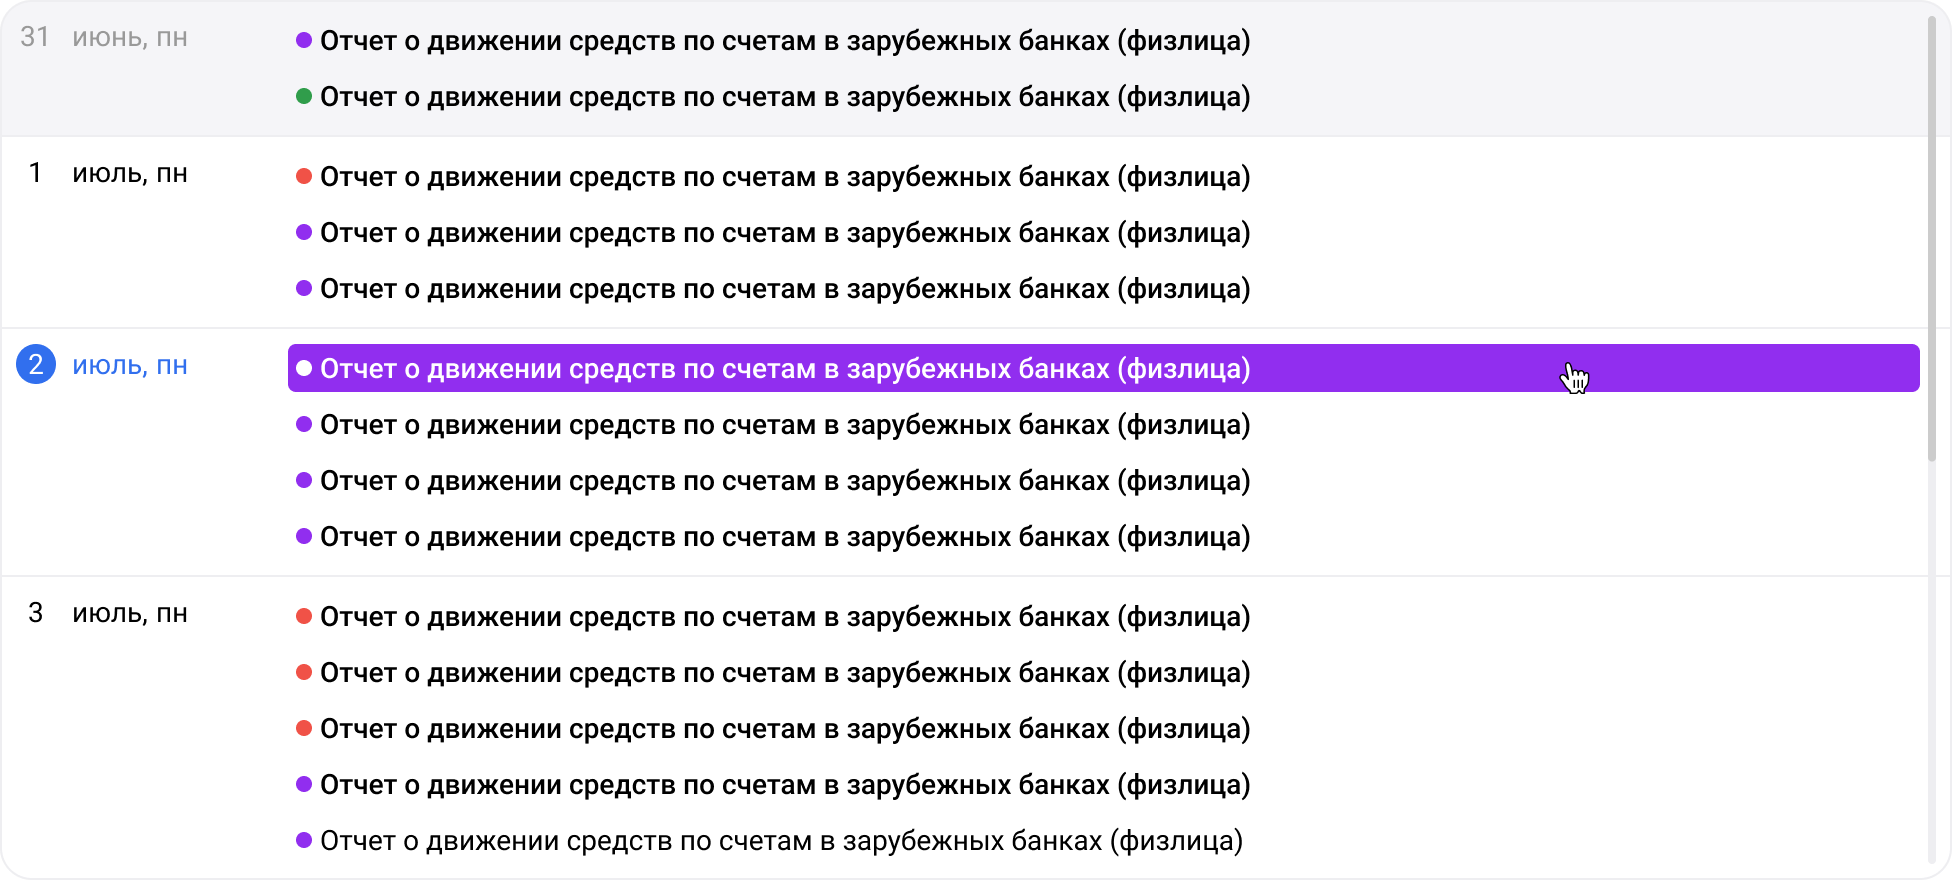 31 июнь, пн
Отчет о движении средств по счетам в зарубежных банках (физлица)
Отчет о движении средств по счетам в зарубежных банках (физлица)
1 июль, пн
Отчет о движении средств по счетам в зарубежных банках (физлица)
Отчет о движении средств по счетам в зарубежных банках (физлица)
Отчет о движении средств по счетам в зарубежных банках (физлица)
2 июль, пн
Отчет о движении средств по счетам в зарубежных банках (физлица)
Отчет о движении средств по счетам в зарубежных банках (физлица)
Отчет о движении средств по счетам в зарубежных банках (физлица)
Отчет о движении средств по счетам в зарубежных банках (физлица)
3 июль, пн
Отчет о движении средств по счетам в зарубежных банках (физлица)
Отчет о движении средств по счетам в зарубежных банках (физлица)
Отчет о движении средств по счетам в зарубежных банках (физлица)
Отчет о движении средств по счетам в зарубежных банках (физлица)
Отчет о движении средств по счетам в зарубежных банках (физлица)